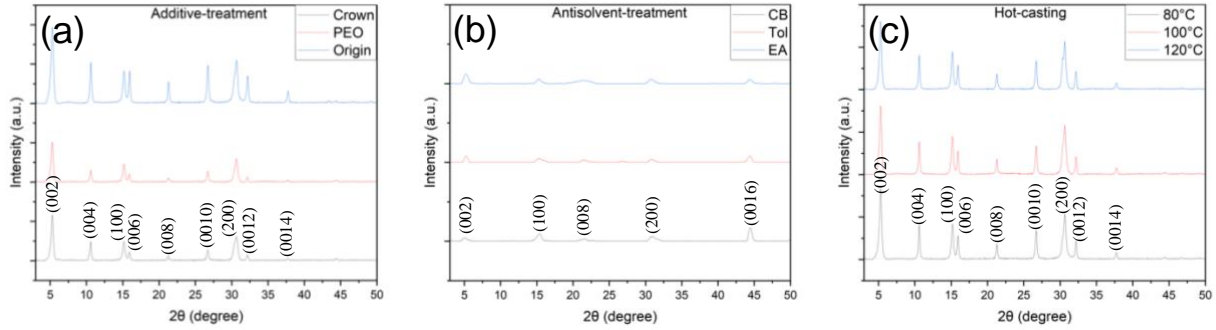 (a)
Additive-treatment
Crown
PEO
Origin
Intensity (a.u.)
(002)
(004)
(100)
(006)
(008)
(0010)
(200)
(0012)
(0014)
5 10 15 20 25 30 35 40 45 50
2θ (degree)
(b)
Antisolvent-treatment
CB
Tol
EA
Intensity (a.u.)
(002)
(100)
(008)
(200)
(0016)
5 10 15 20 25 30 35 40 45 50
2θ (degree)
(c)
Hot-casting
80°C
100°C
120°C
Intensity (a.u.)
(002)
(004)
(100)
(006)
(008)
(0010)
(200)
(0012)
(0014)
5 10 15 20 25 30 35 40 45 50
2θ (degree)